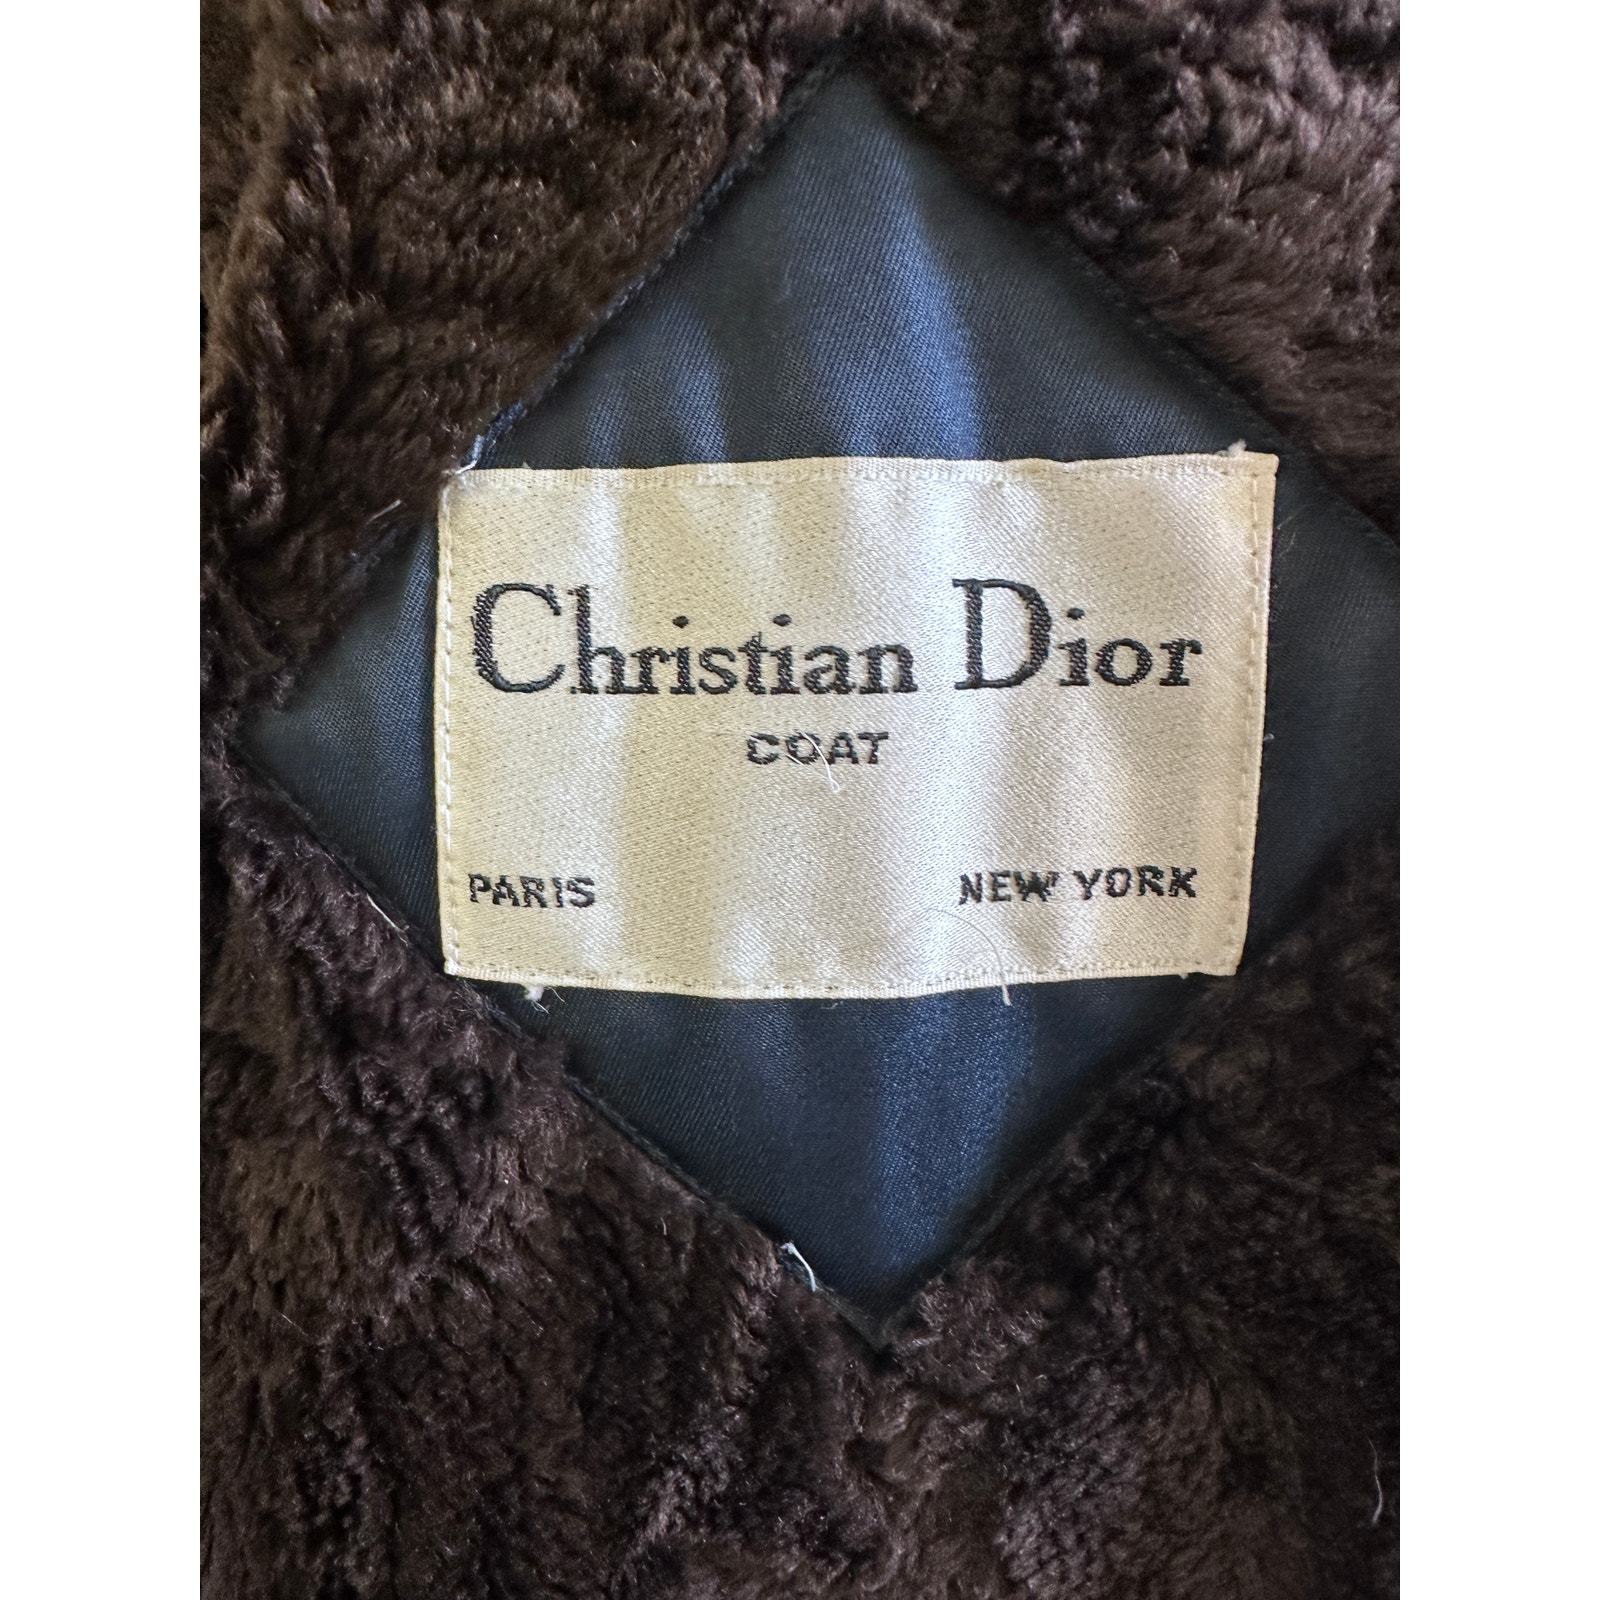 Christian Dior
COAT
PARIS NEW YORK